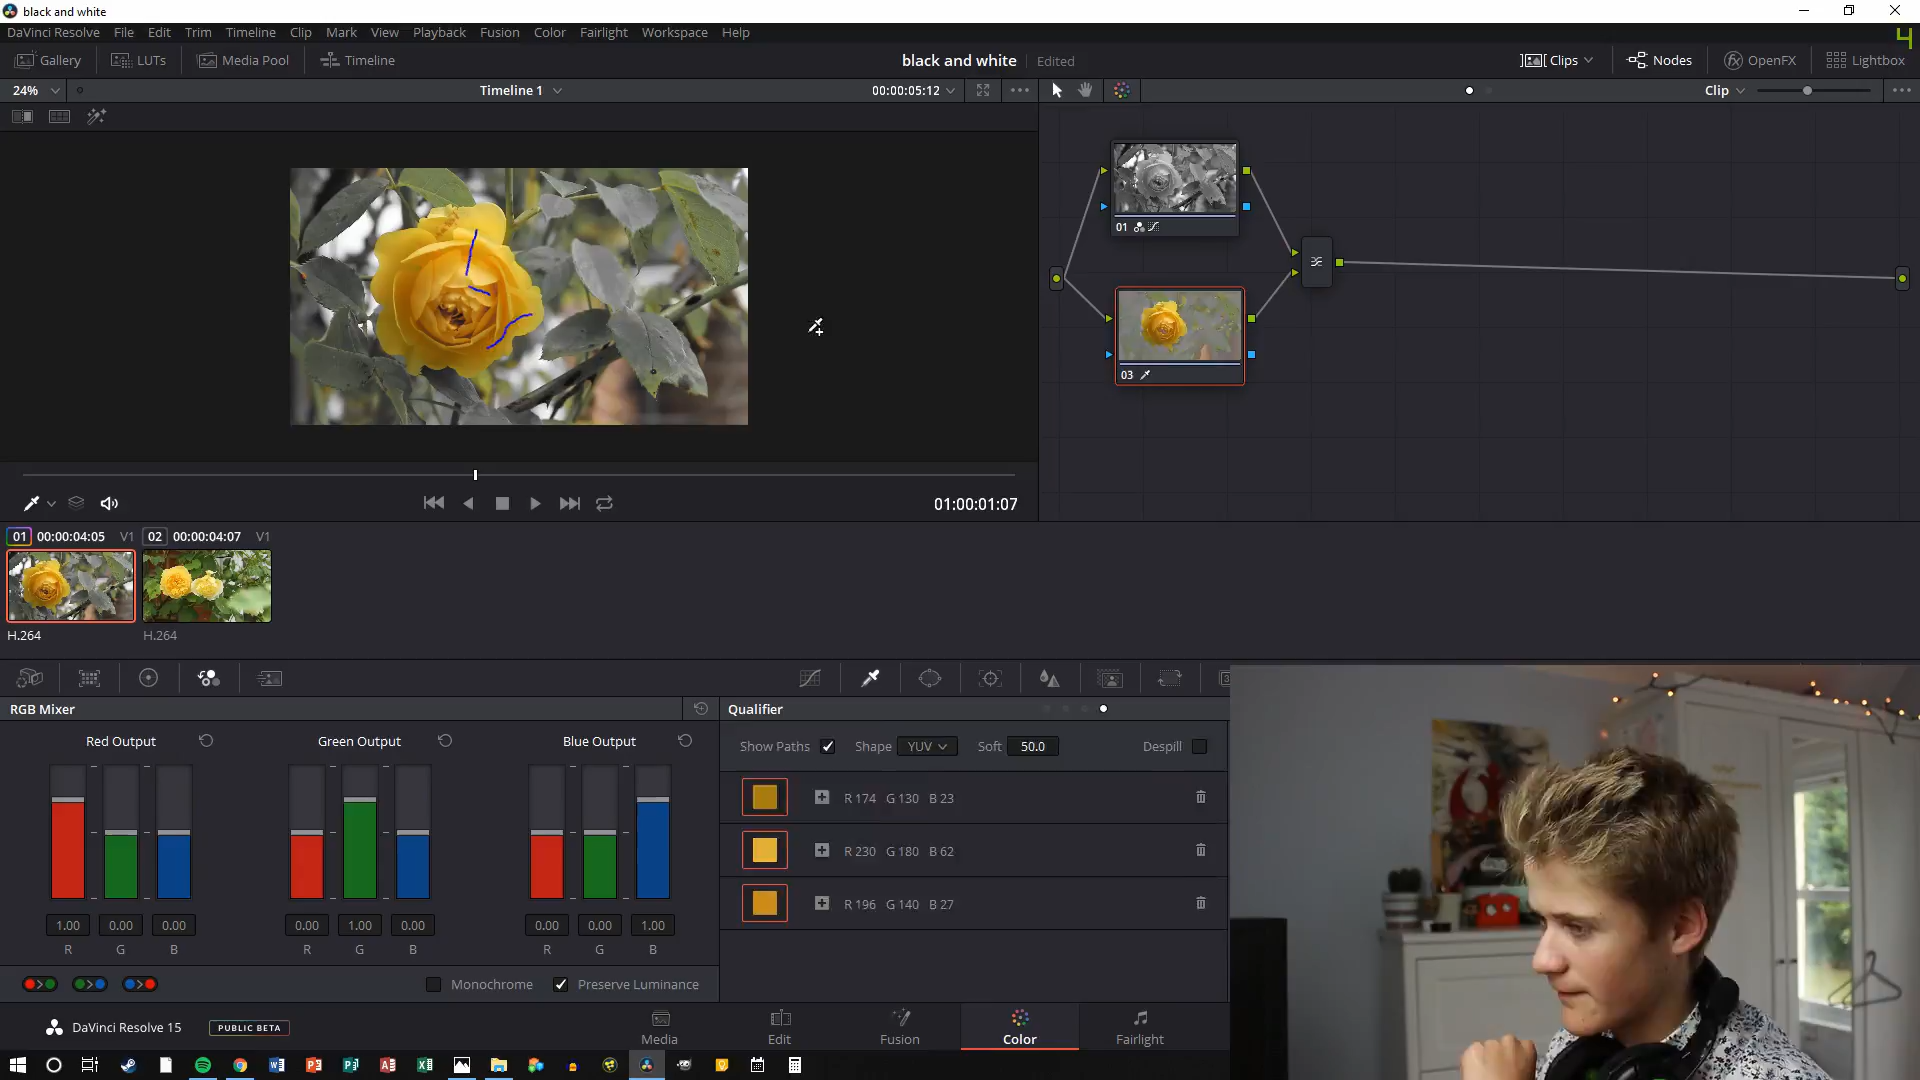 black and white
DaVinci Resolve File Edit Trim Timeline Clip Mark View Playback Fusion Color Fairlight Workspace Help
4
Gallery LUTs Media Pool Timeline black and white Edited Clips Nodes OpenFX Lightbox
24% Timeline 1 00:00:05:12 Clip
01
03
01:00:01:07
01 00:00:04:05 V1 02 00:00:04:07 V1
H.264 H.264
RGB Mixer Qualifier
Red Output Green Output Blue Output
Show Paths Shape YUV Soft 50.0 Despill
R 174 G 130 B 23
R 230 G 180 B 62
R 196 G 140 B 27
1.00 0.00 0.00 0.00 1.00 0.00 0.00 0.00 1.00
R G B R G B R G B
Monochrome Preserve Luminance
DaVinci Resolve 15 PUBLIC BETA Media Edit Fusion Color Fairlight